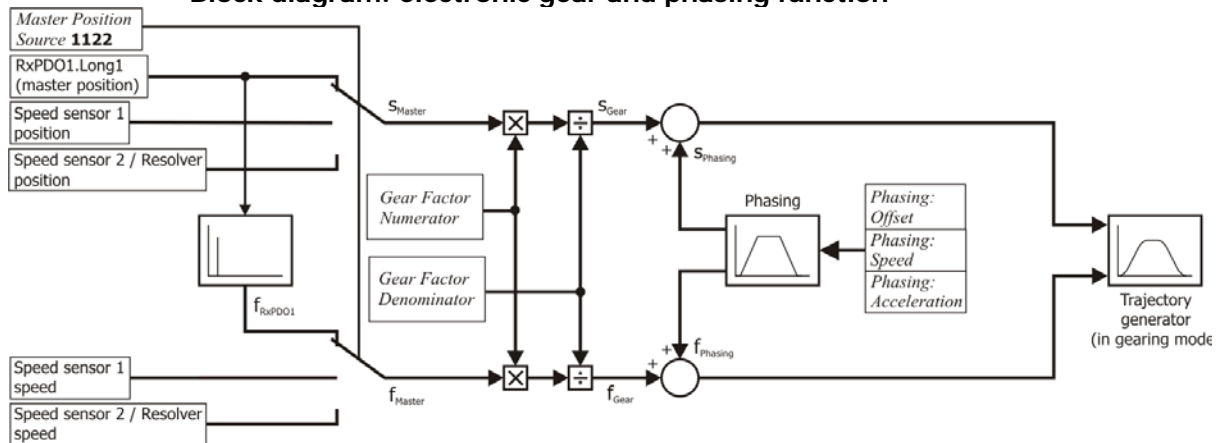 Block diagram: electronic gear and phasing function
Master Position
Source 1122
RxPDO1.Long1
(master position)
Speed sensor 1
position
Speed sensor 2 / Resolver
position
sMaster
×
÷
sGear
+
+
sPhasing
Gear Factor
Numerator
Gear Factor
Denominator
Phasing
Phasing:
Offset
Phasing:
Speed
Phasing:
Acceleration
Trajectory
generator
(in gearing mode
fRxPDO1
Speed sensor 1
speed
Speed sensor 2 / Resolver
speed
fMaster
×
÷
fGear
+
+
fPhasing